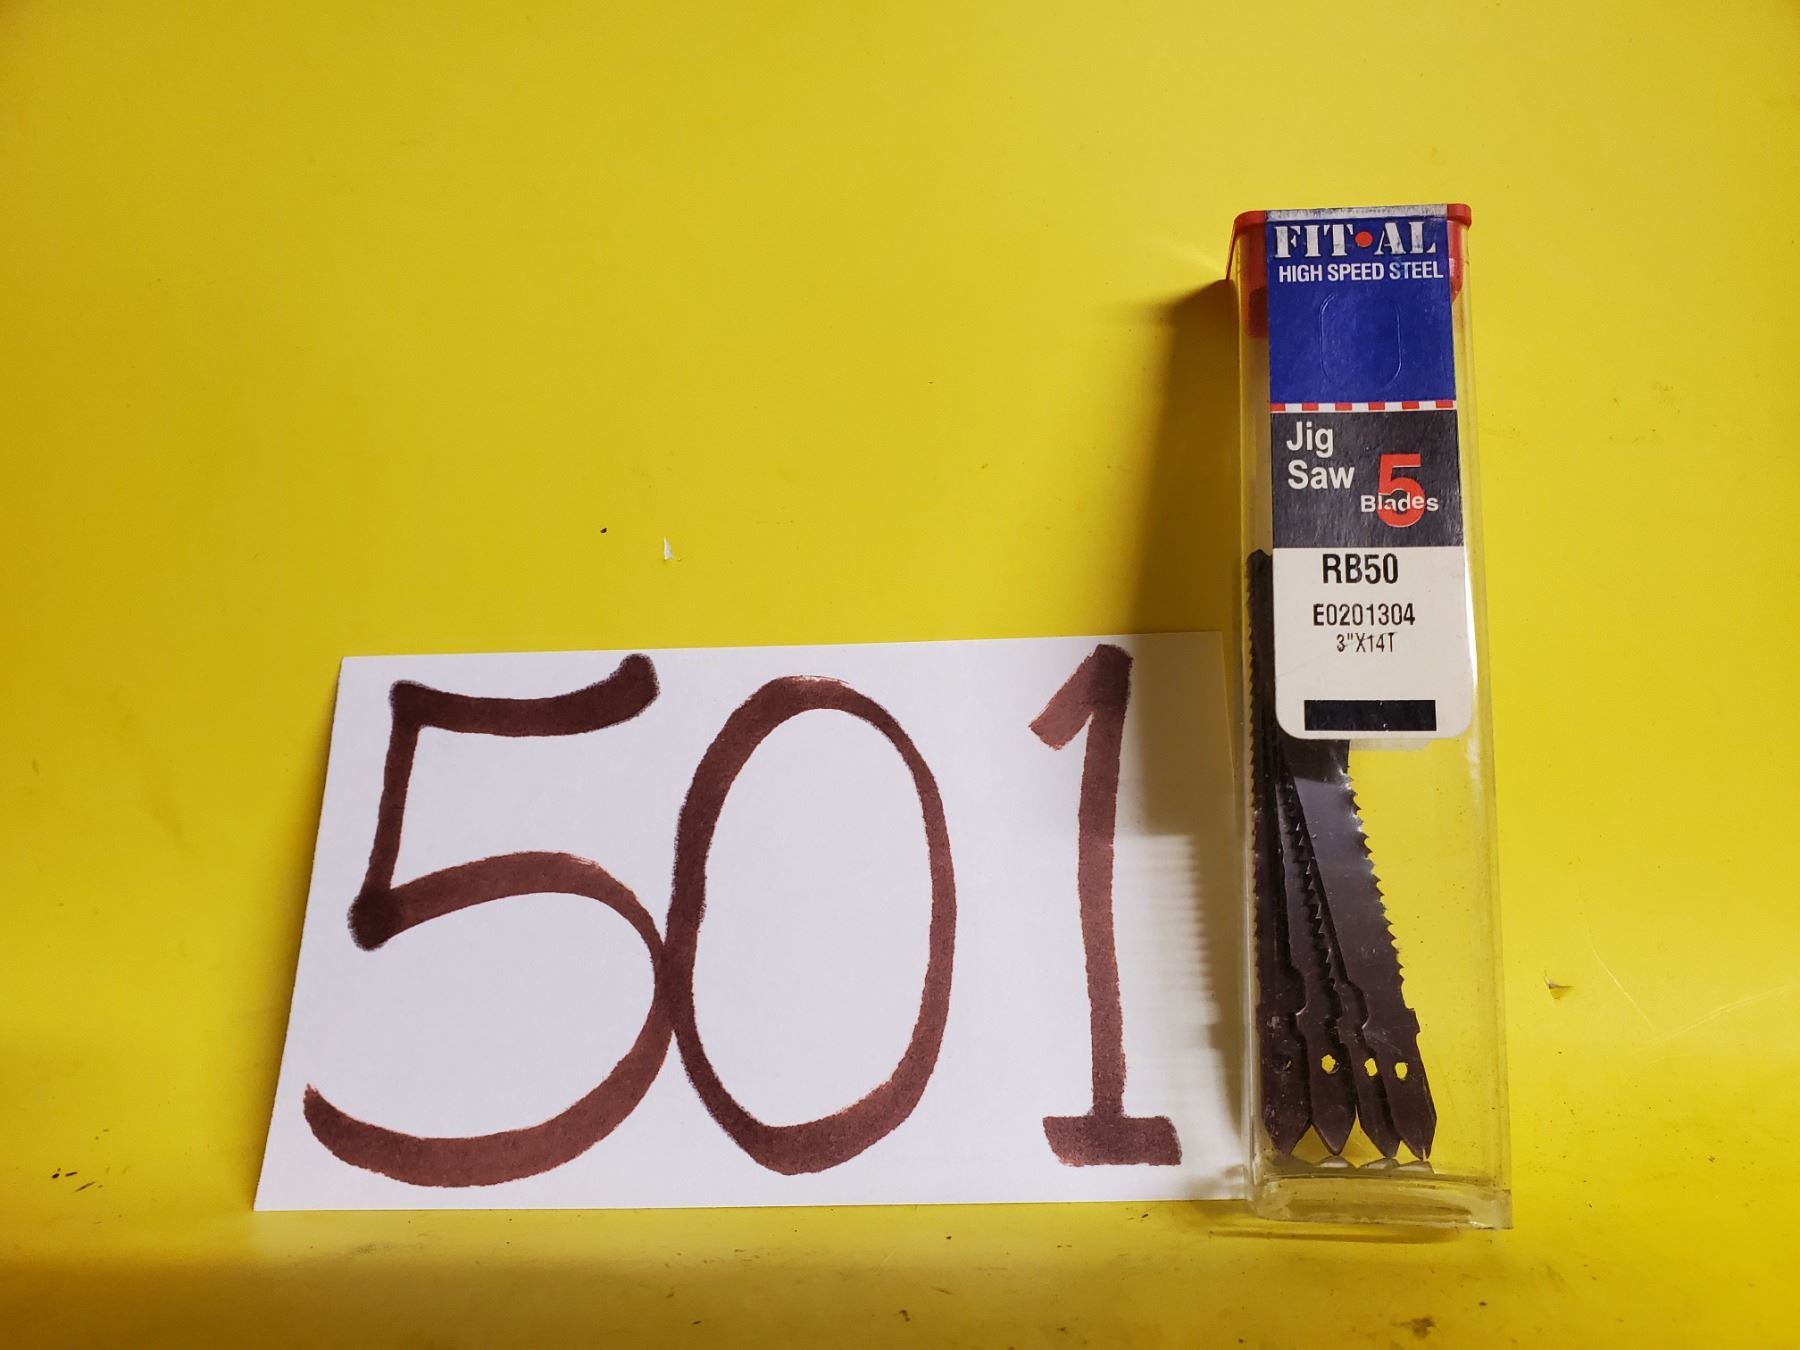 501
FIT•AL
HIGH SPEED STEEL
Jig
Saw
5
Blades
RB50
E0201304
3"X14T